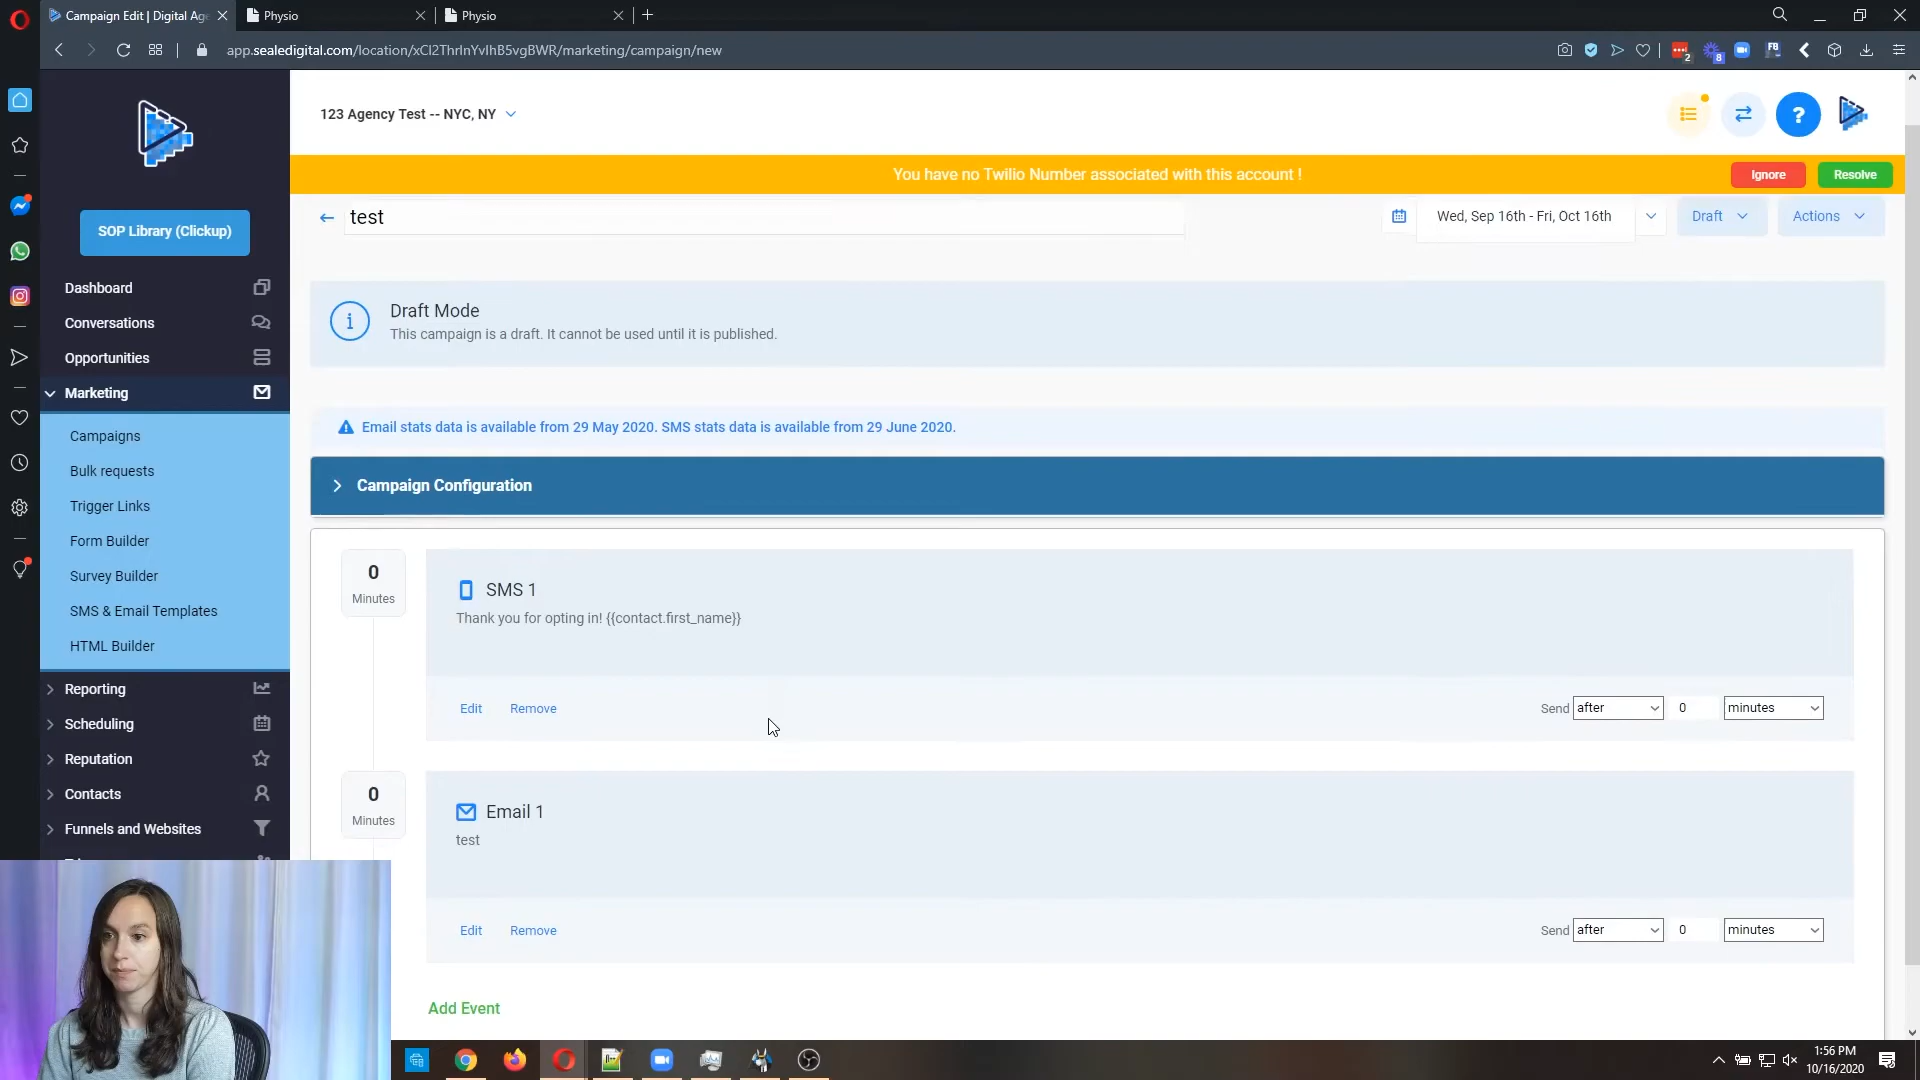 Campaign Edit | Digital Age
Physio
Physio
app.sealedigital.com/location/xCl2ThrInYvIhB5vgBWR/marketing/campaign/new
2
8
FB
123 Agency Test -- NYC, NY
?
You have no Twilio Number associated with this account !
Ignore
Resolve
SOP Library (Clickup)
Dashboard
Conversations
Opportunities
Marketing
Campaigns
Bulk requests
Trigger Links
Form Builder
Survey Builder
SMS & Email Templates
HTML Builder
Reporting
Scheduling
Reputation
Contacts
Funnels and Websites
test
Wed, Sep 16th - Fri, Oct 16th
Draft
Actions
Draft Mode
This campaign is a draft. It cannot be used until it is published.
Email stats data is available from 29 May 2020. SMS stats data is available from 29 June 2020.
Campaign Configuration
0
Minutes
SMS 1
Thank you for opting in! {{contact.first_name}}
Edit
Remove
Send after 0 minutes
0
Minutes
Email 1
test
Edit
Remove
Send after 0 minutes
Add Event
1:56 PM
10/16/2020